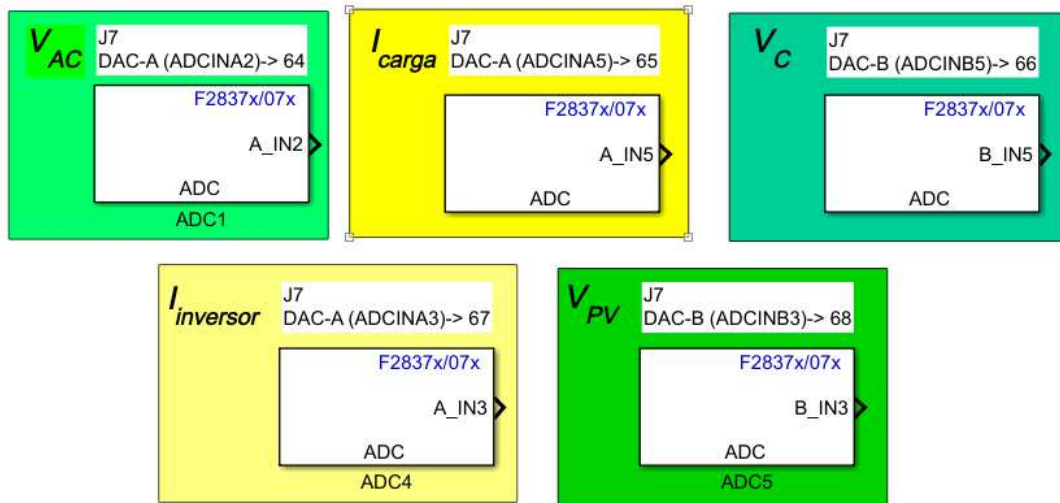 V_AC
J7
DAC-A (ADCINA2)-> 64
F2837x/07x
A_IN2
ADC
ADC1
I_carga
J7
DAC-A (ADCINA5)-> 65
F2837x/07x
A_IN5
ADC
V_C
J7
DAC-B (ADCINB5)-> 66
F2837x/07x
B_IN5
ADC
I_inversor
J7
DAC-A (ADCINA3)-> 67
F2837x/07x
A_IN3
ADC
ADC4
V_PV
J7
DAC-B (ADCINB3)-> 68
F2837x/07x
B_IN3
ADC
ADC5